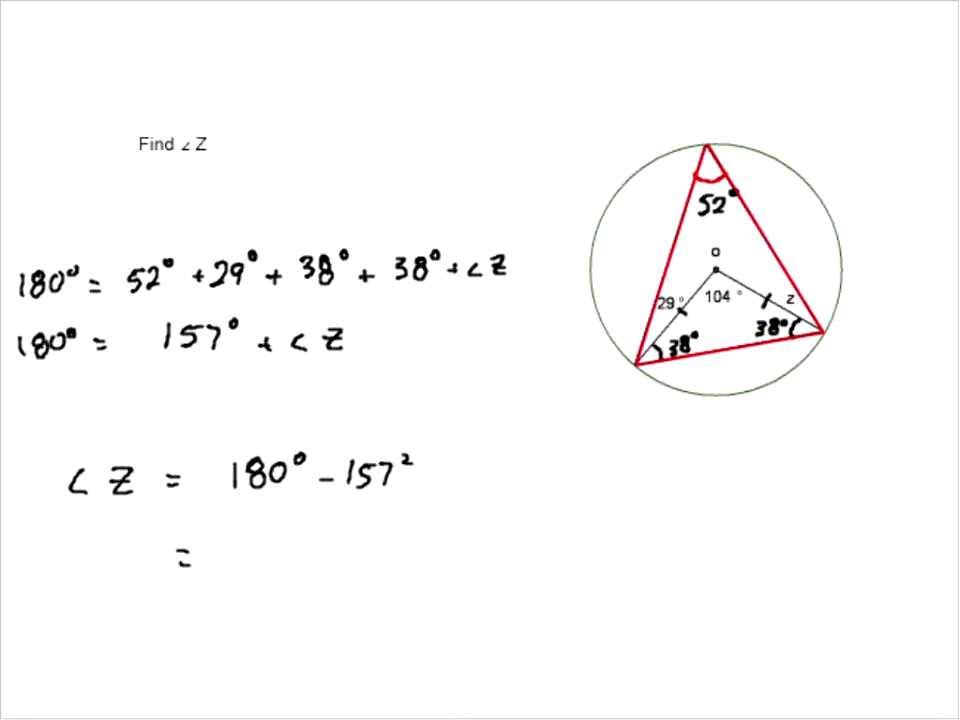 Find ∠ Z
52°
O
180° = 52° + 29° + 38° + 38° + ∠ Z
29° 104° z
38° 38°
180° = 157° + ∠ Z
∠ Z = 180° - 157²
=